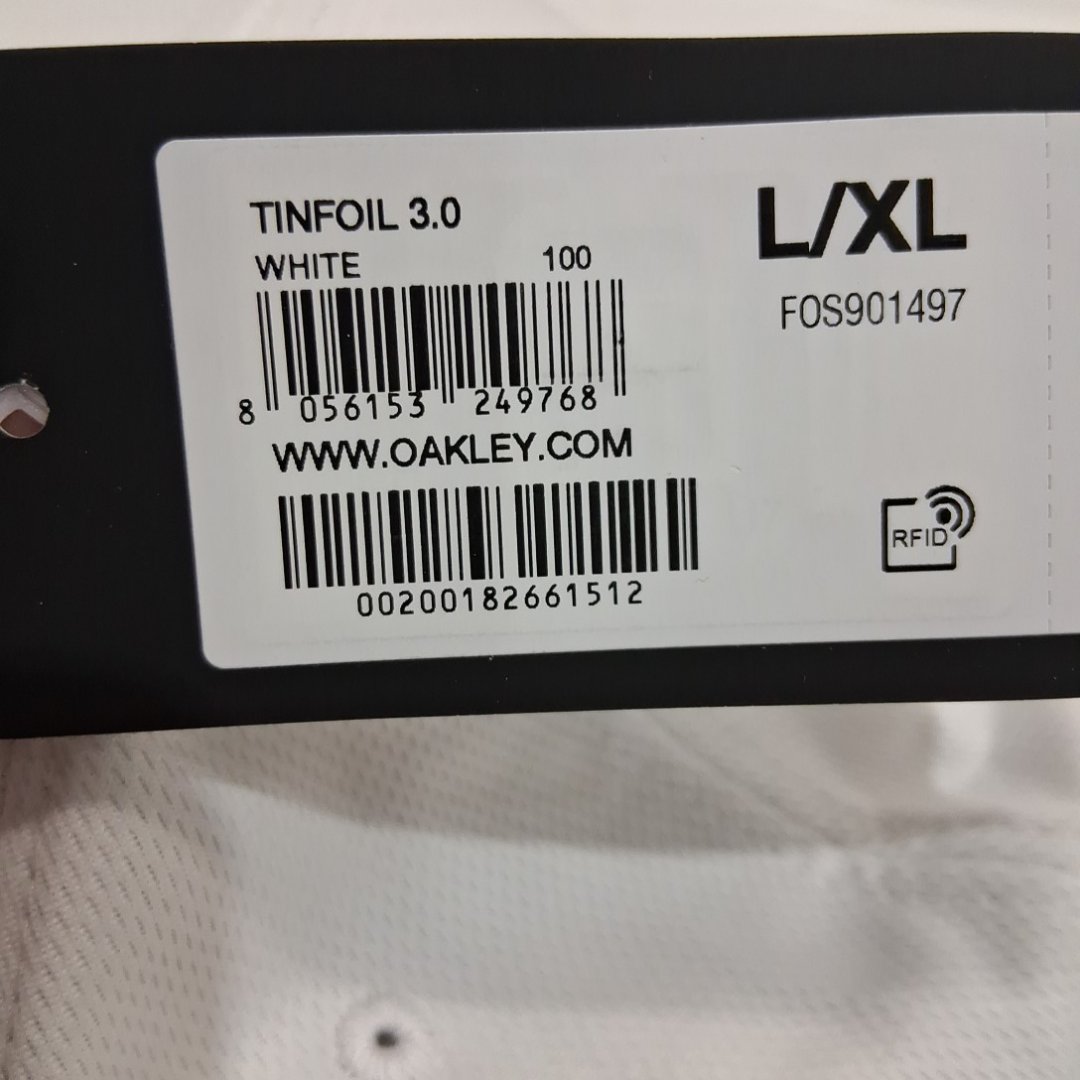 TINFOIL 3.0
L/XL
WHITE 100
FOS901497
8 056153 249768
WWW.OAKLEY.COM
RFID
00200182661512